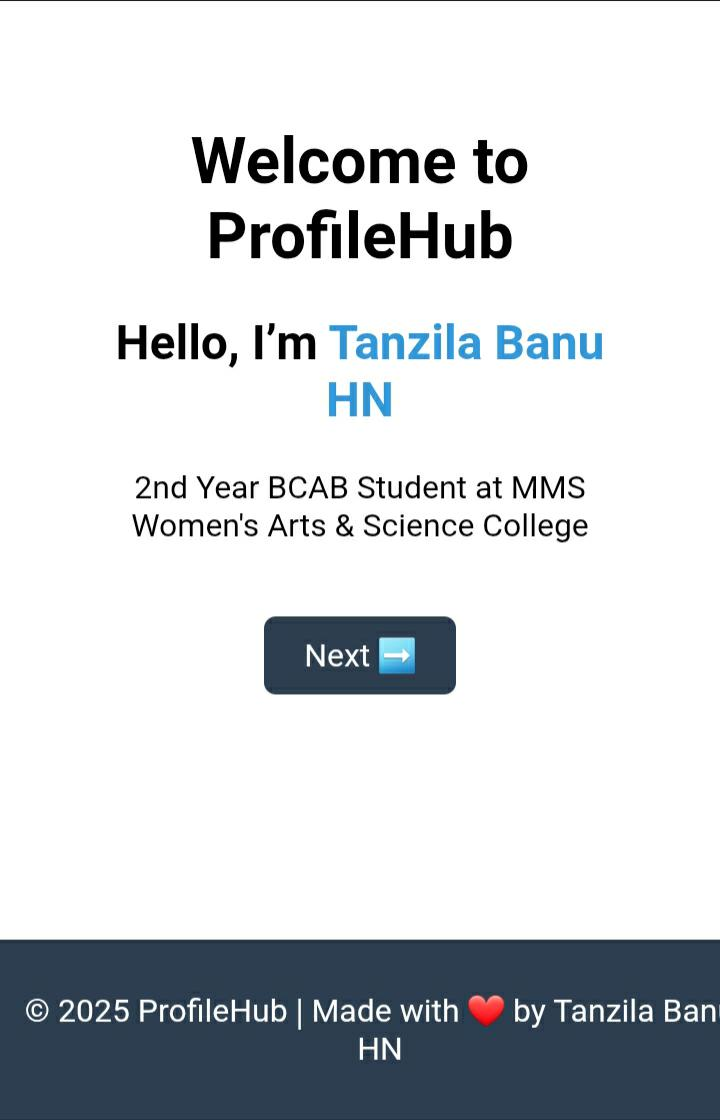 Welcome to
ProfileHub
Hello, I’m Tanzila Banu
HN
2nd Year BCAB Student at MMS
Women's Arts & Science College
Next ➡️
© 2025 ProfileHub | Made with ❤️ by Tanzila Banu
HN